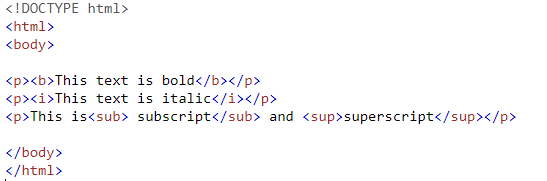 <!DOCTYPE html>
<html>
<body>
<p><b>This text is bold</b></p>
<p><i>This text is italic</i></p>
<p>This is<sub> subscript</sub> and <sup>superscript</sup></p>
</body>
</html>